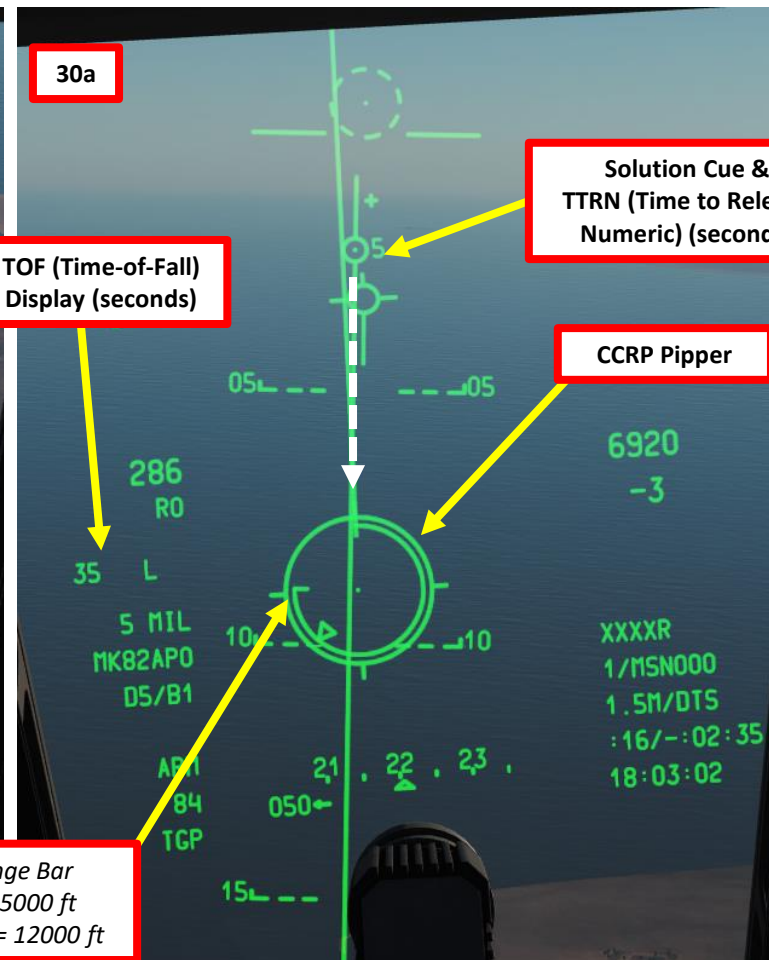 30a
Solution Cue &
TTRN (Time to Rele
Numeric) (second
5
TOF (Time-of-Fall)
Display (seconds)
CCRP Pipper
05 05
286
R0
6920
-3
35 L
5 MIL
MK82AP0
D5/B1
10 10
XXXXR
1/MSN000
1.5M/DTS
:16/-:02:35
18:03:02
ARM
84
TGP
21 . 22 . 23 .
050
15
nge Bar
5000 ft
= 12000 ft